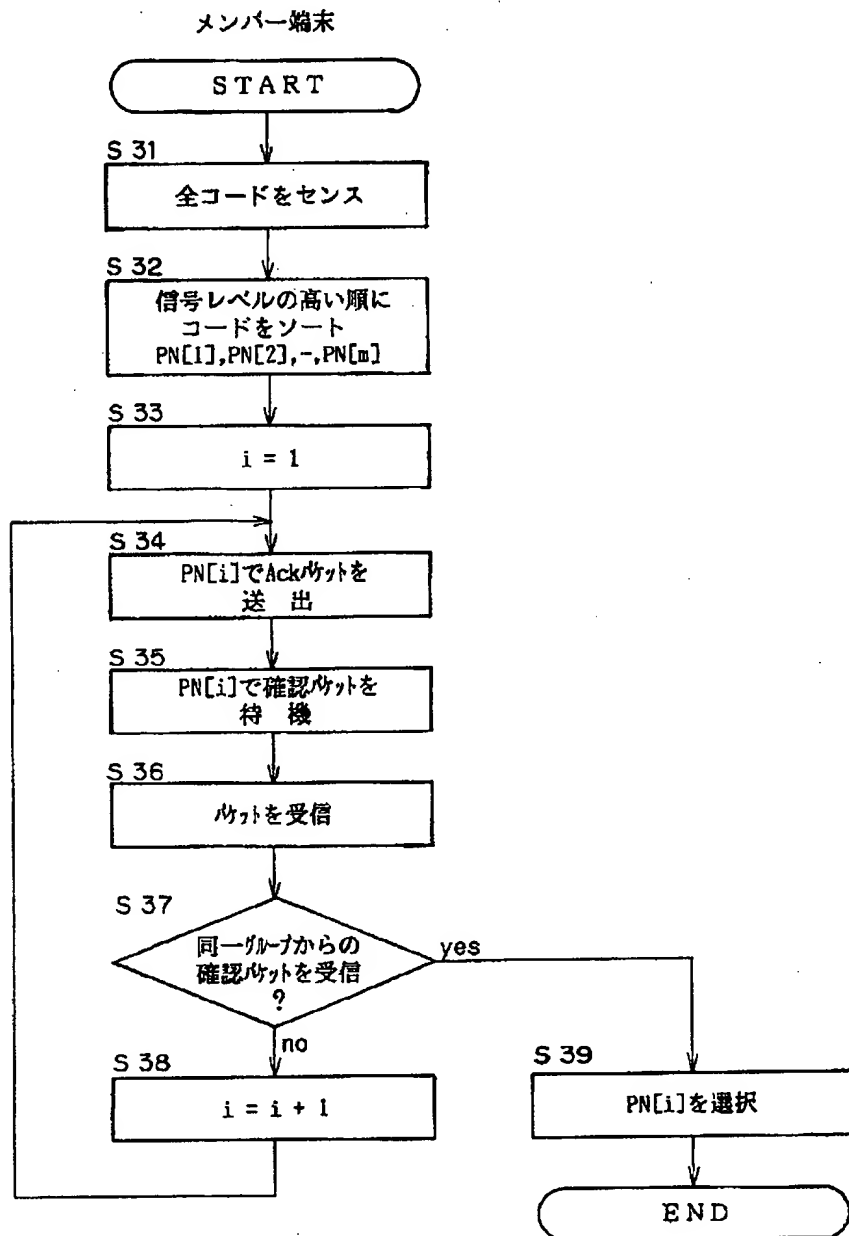 メンバー端末
START
S 31
全コードをセンス
S 32
信号レベルの高い順に
コードをソート
PN[1],PN[2],-,PN[m]
S 33
i = 1
S 34
PN[i]でAckパケットを
送 出
S 35
PN[i]で確認パケットを
待 機
S 36
パケットを受信
S 37
同一グループからの
確認パケットを受信
?
yes
no
S 38
i = i + 1
S 39
PN[i]を選択
END